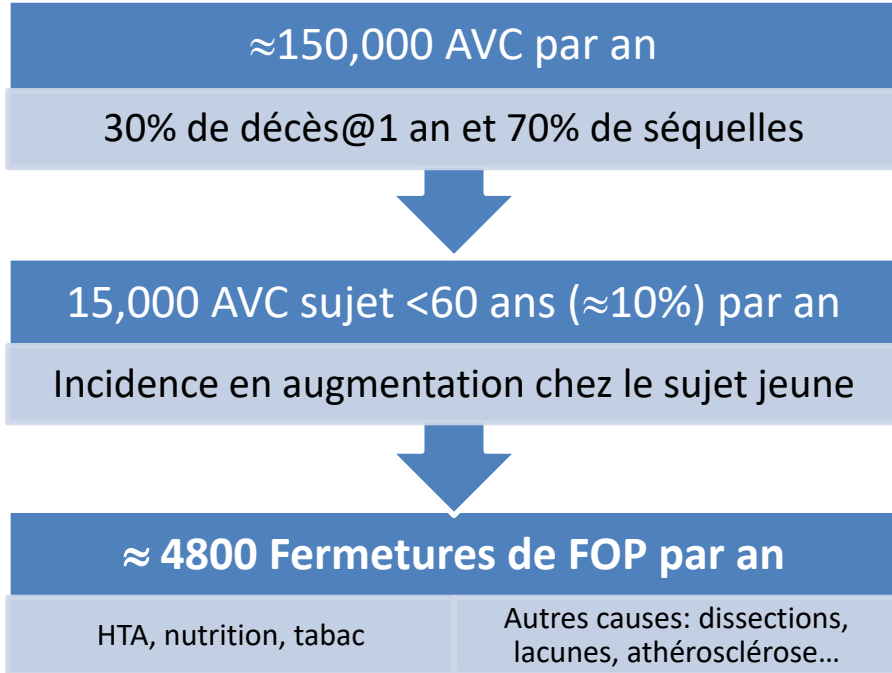 ≈150,000 AVC par an
30% de décès@1 an et 70% de séquelles
15,000 AVC sujet <60 ans (≈10%) par an
Incidence en augmentation chez le sujet jeune
≈ 4800 Fermetures de FOP par an
HTA, nutrition, tabac
Autres causes: dissections,
lacunes, athérosclérose…